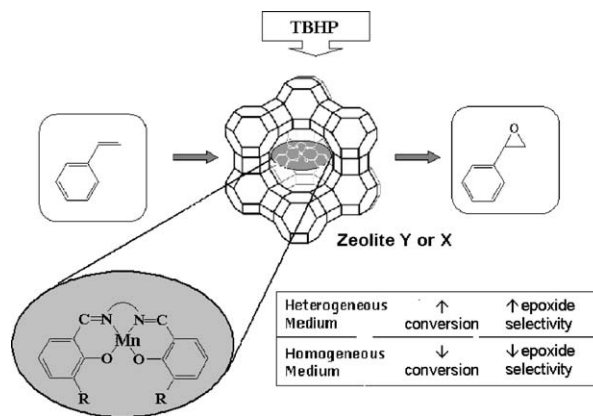 TBHP
O
Zeolite Y or X
C=N N=C
Mn
O O
R R
Heterogeneous ↑ ↑ epoxide
Medium conversion selectivity
Homogeneous ↓ ↓ epoxide
Medium conversion selectivity